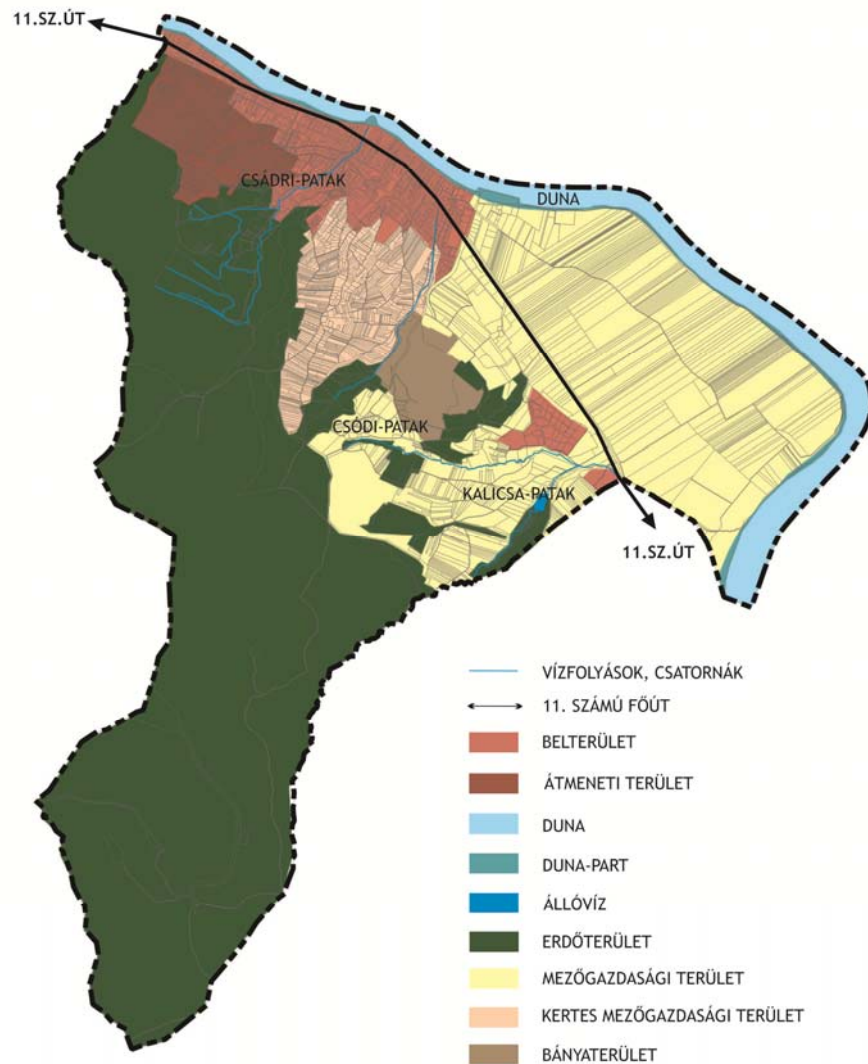 11.SZ.ÚT
CSÁDRI-PATAK
DUNA
CSÓDI-PATAK
KALICSA-PATAK
11.SZ.ÚT
VÍZFOLYÁSOK, CSATORNÁK
11. SZÁMÚ FŐÚT
BELTERÜLET
ÁTMENETI TERÜLET
DUNA
DUNA-PART
ÁLLÓVÍZ
ERDŐTERÜLET
MEZŐGAZDASÁGI TERÜLET
KERTES MEZŐGAZDASÁGI TERÜLET
BÁNYATERÜLET